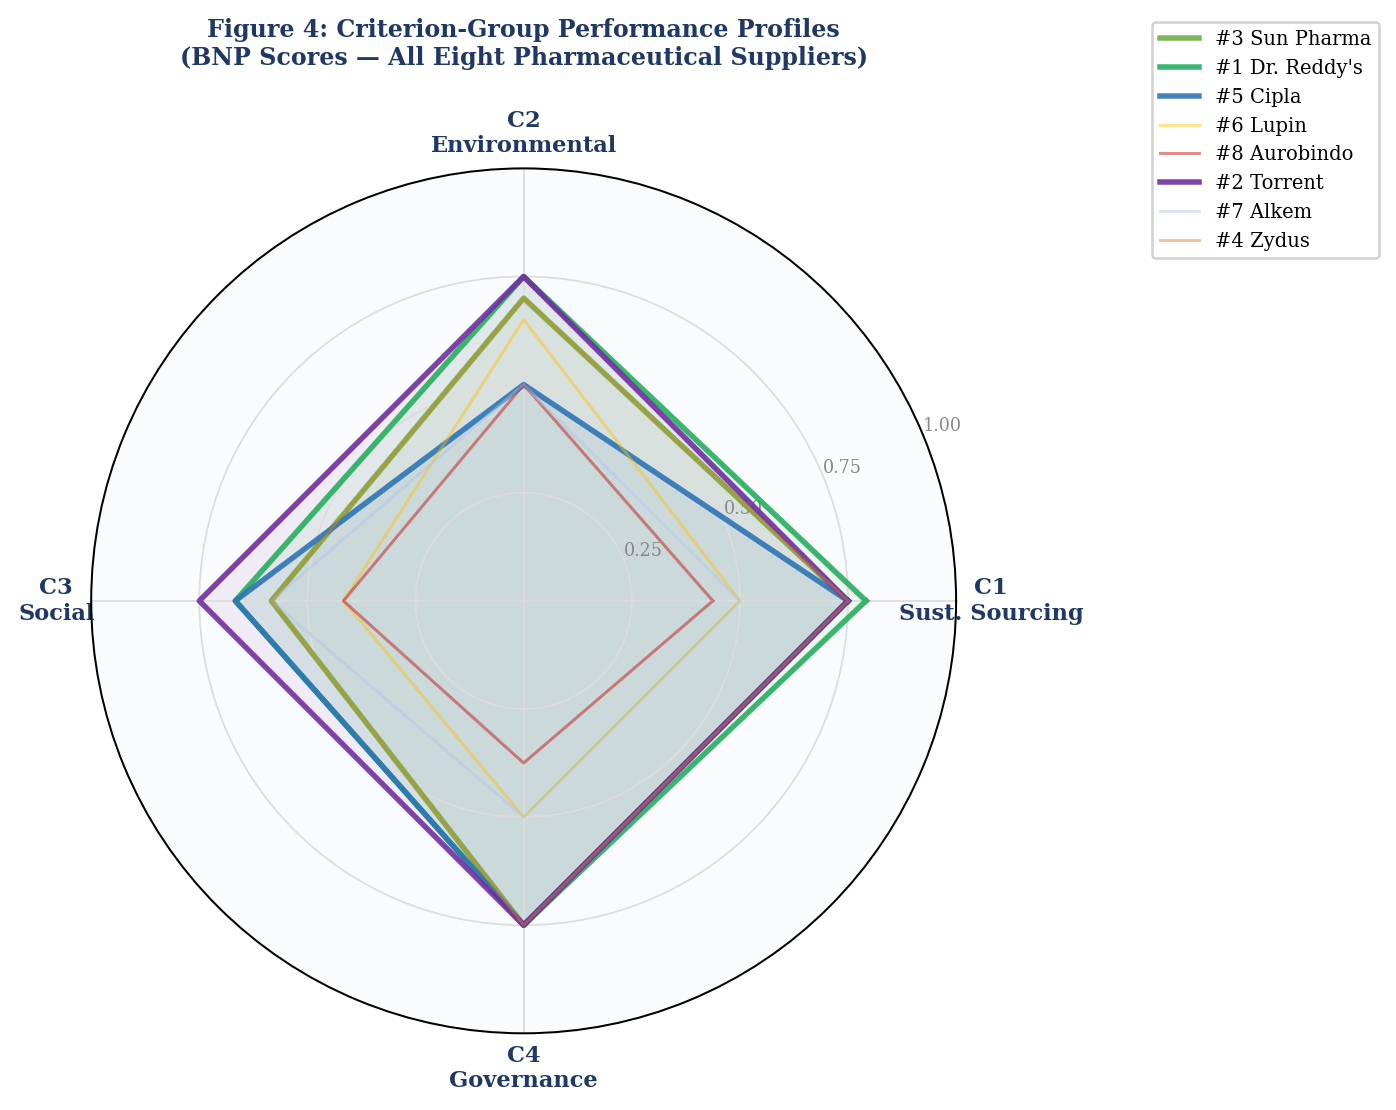 Figure 4: Criterion-Group Performance Profiles
(BNP Scores — All Eight Pharmaceutical Suppliers)
#3 Sun Pharma
#1 Dr. Reddy's
#5 Cipla
#6 Lupin
#8 Aurobindo
#2 Torrent
#7 Alkem
#4 Zydus
C2
Environmental
1.00
0.75
0.50
0.25
C3
Social
C1
Sust. Sourcing
C4
Governance